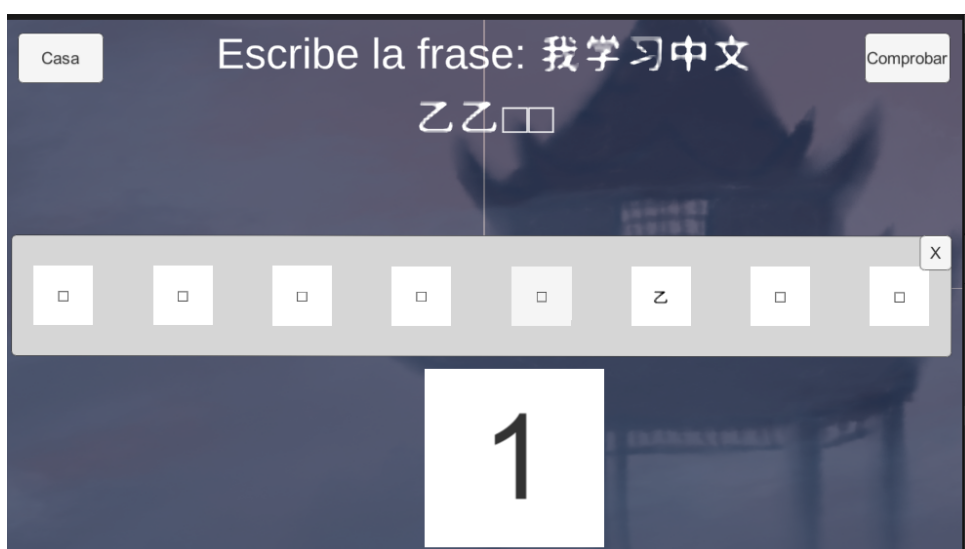 Casa
Escribe la frase: 我学习中文
Comprobar
乙乙□□
X
□ □ □ □ □ 乙 □ □
1